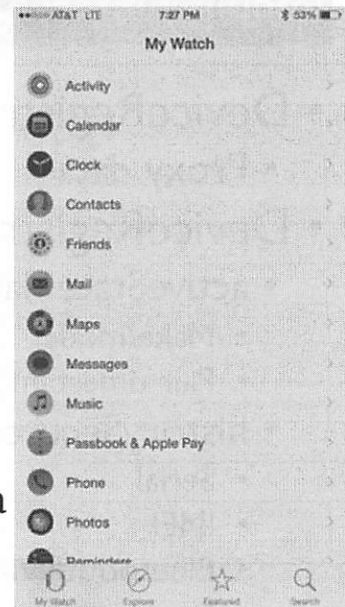 AT&T LTE 7:27 PM 53%
My Watch
Activity
Calendar
Clock
Contacts
Friends
Mail
Maps
Messages
Music
Passbook & Apple Pay
Phone
Photos
Reminders
My Watch Explore Featured Search